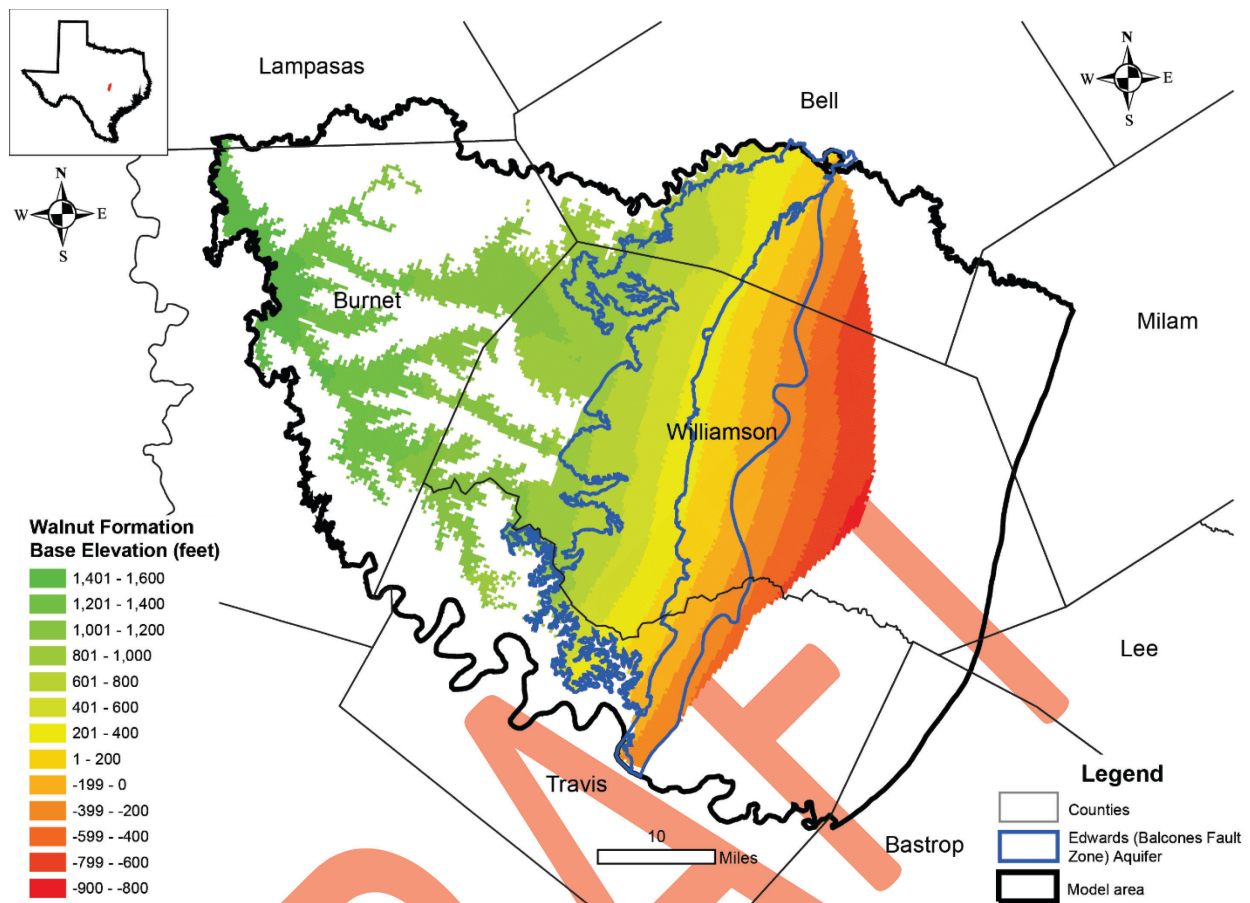 N
W E
S
N
W E
S
Lampasas
Bell
Burnet
Milam
Williamson
Lee
Travis
Bastrop
Walnut Formation
Base Elevation (feet)
1,401 - 1,600
1,201 - 1,400
1,001 - 1,200
801 - 1,000
601 - 800
401 - 600
201 - 400
1 - 200
-199 - 0
-399 - -200
-599 - -400
-799 - -600
-900 - -800
10
Miles
Legend
Counties
Edwards (Balcones Fault
Zone) Aquifer
Model area